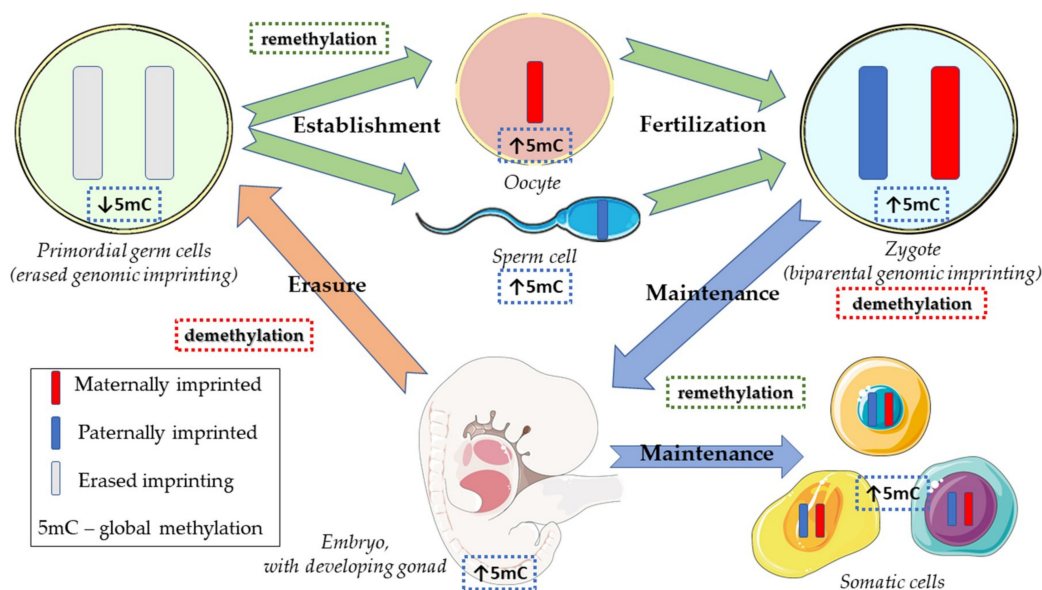 remethylation
Establishment
↑5mC
Oocyte
Fertilization
↓5mC
Primordial germ cells
(erased genomic imprinting)
Sperm cell
↑5mC
↑5mC
Zygote
(biparental genomic imprinting)
demethylation
Erasure
demethylation
Maintenance
remethylation
Maintenance
Maternally imprinted
Paternally imprinted
Erased imprinting
5mC – global methylation
Embryo,
with developing gonad
↑5mC
↑5mC
Somatic cells